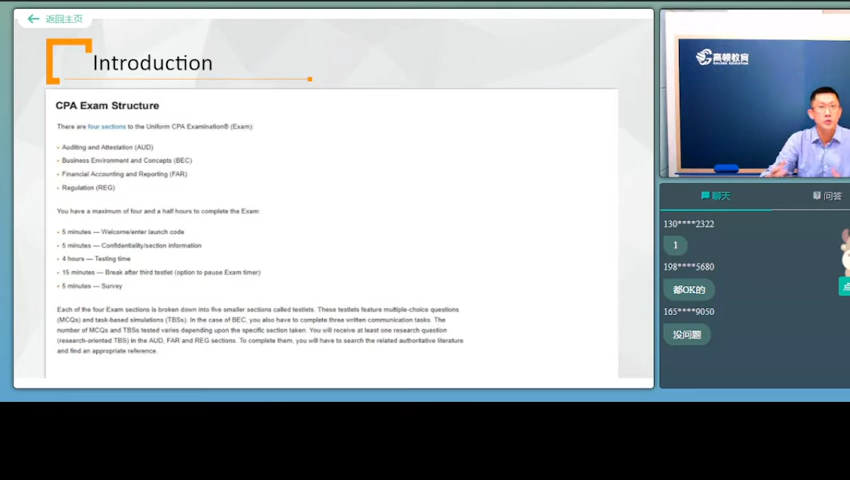 返回主页
Introduction
CPA Exam Structure
There are four sections to the Uniform CPA Examination® (Exam):
- Auditing and Attestation (AUD)
- Business Environment and Concepts (BEC)
- Financial Accounting and Reporting (FAR)
- Regulation (REG)
You have a maximum of four and a half hours to complete the Exam:
- 5 minutes — Welcome/enter launch code
- 5 minutes — Confidentiality/section information
- 4 hours — Testing time
- 15 minutes — Break after third testlet (option to pause Exam timer)
- 5 minutes — Survey
Each of the four Exam sections is broken down into five smaller sections called testlets. These testlets feature multiple-choice questions
(MCQs) and task-based simulations (TBSs). In the case of BEC, you also have to complete three written communication tasks. The
number of MCQs and TBSs tested varies depending upon the specific section taken. You will receive at least one research question
(research-oriented TBS) in the AUD, FAR and REG sections. To complete them, you will have to search the related authoritative literature
and find an appropriate reference.
高顿教育
GOLDEN EDUCATION
聊天
问答
130****2322
1
198****5680
都OK的
165****9050
没问题
点